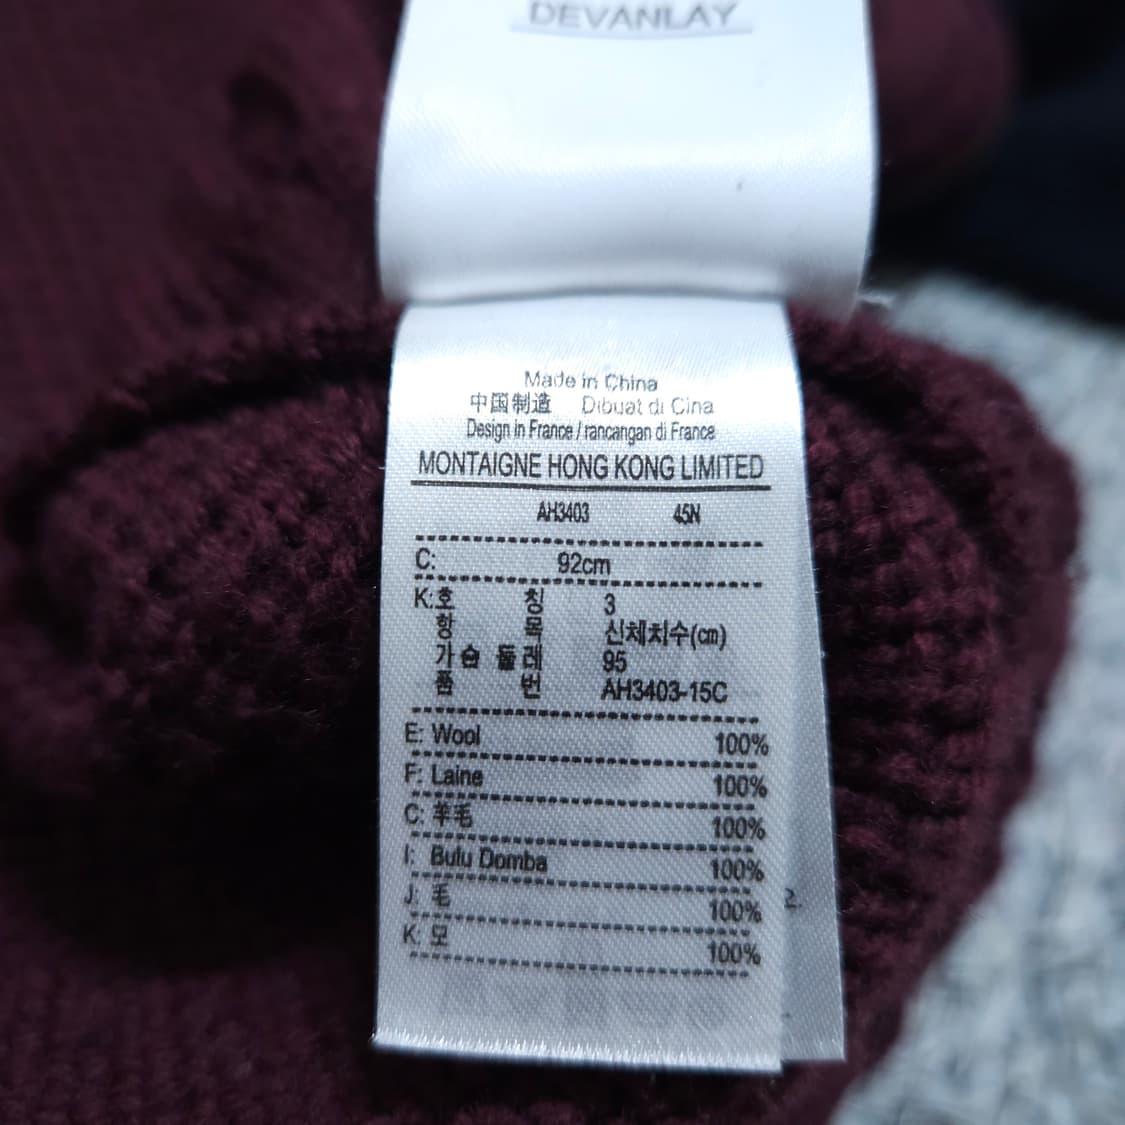 DEVANLAY
Made in China
中国制造 Dibuat di Cina
Design in France / rancangan di France
MONTAIGNE HONG KONG LIMITED
AH3403 45N
C: 92cm
K:호 칭 3
항 목 신체치수(cm)
가슴 둘레 95
품 번 AH3403-15C
E: Wool 100%
F: Laine 100%
C: 羊毛 100%
I: Bulu Domba 100%
J: 毛 100%
K: 모 100%
요.